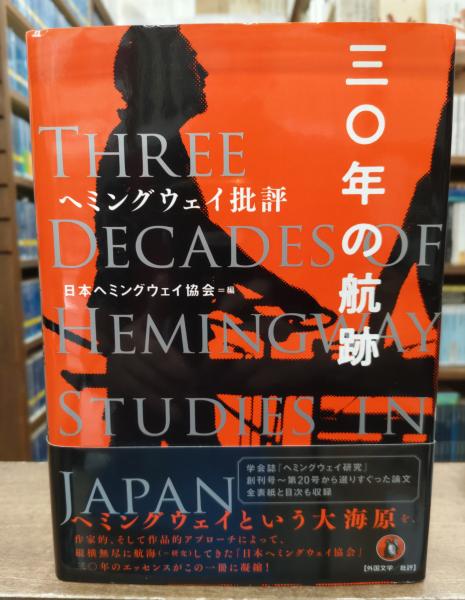 三〇年の航跡
THREE
ヘミングウェイ批評
DECADES OF
日本ヘミングウェイ協会=編
HEMINGWAY
STUDIES IN
JAPAN
学会誌『ヘミングウェイ研究』
創刊号〜第20号から選りすぐった論文
全表紙と目次も収録
ヘミングウェイという大海原を、
作家的、そして作品的アプローチによって、
縦横無尽に航海(=研究)してきた「日本ヘミングウェイ協会」
三〇年のエッセンスがこの一冊に凝縮!
【外国文学/批評】